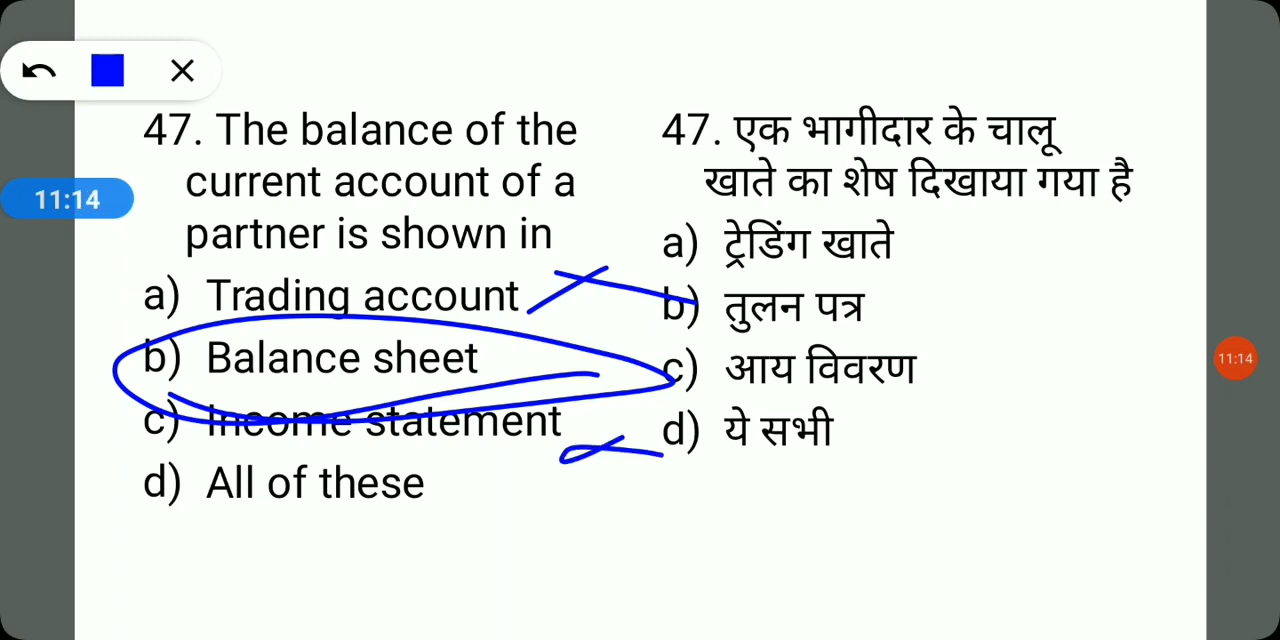 47. The balance of the
current account of a
partner is shown in
a) Trading account
b) Balance sheet
c) Income statement
d) All of these
47. एक भागीदार के चालू
खाते का शेष दिखाया गया है
a) ट्रेडिंग खाते
b) तुलन पत्र
c) आय विवरण
d) ये सभी
11:14
11:14